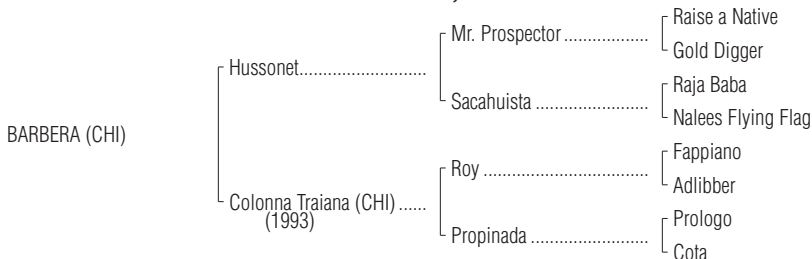 Raise a Native
Mr. Prospector ...................
Gold Digger
Hussonet............................
Raja Baba
Sacahuista .........................
Nalees Flying Flag
BARBERA (CHI)
Fappiano
Roy .....................................
Adlibber
Colonna Traiana (CHI) ......
(1993)
Prologo
Propinada ..........................
Cota